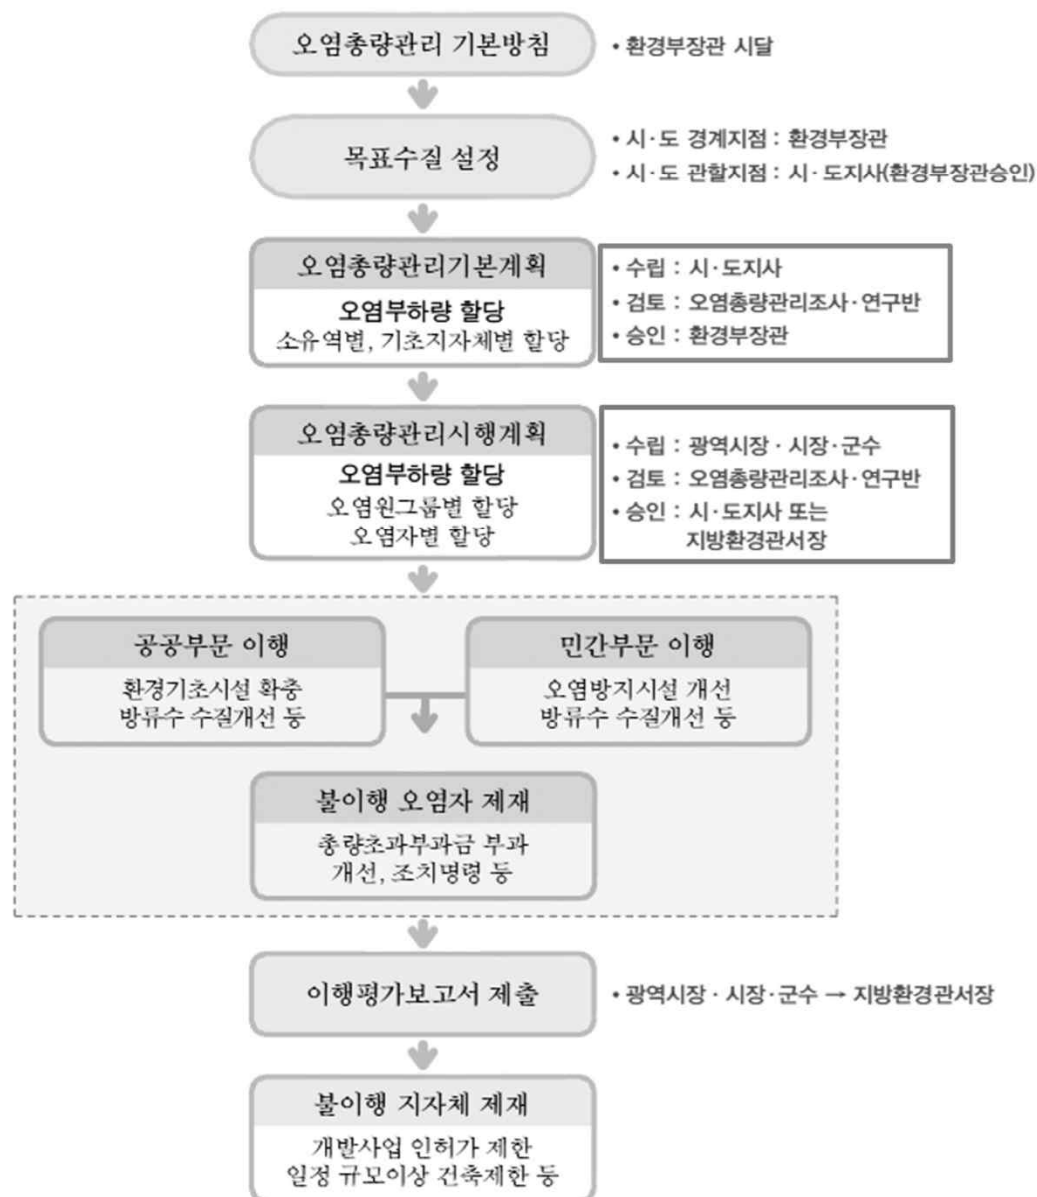 오염총량관리 기본방침
• 환경부장관 시달
목표수질 설정
• 시·도 경계지점 : 환경부장관
• 시·도 관할지점 : 시·도지사(환경부장관승인)
오염총량관리기본계획
오염부하량 할당
소유역별, 기초지자체별 할당
• 수립 : 시·도지사
• 검토 : 오염총량관리조사·연구반
• 승인 : 환경부장관
오염총량관리시행계획
오염부하량 할당
오염원그룹별 할당
오염자별 할당
• 수립 : 광역시장 · 시장·군수
• 검토 : 오염총량관리조사·연구반
• 승인 : 시·도지사 또는
지방환경관서장
공공부문 이행
환경기초시설 확충
방류수 수질개선 등
민간부문 이행
오염방지시설 개선
방류수 수질개선 등
불이행 오염자 제재
총량초과부과금 부과
개선, 조치명령 등
이행평가보고서 제출
• 광역시장 · 시장·군수 → 지방환경관서장
불이행 지자체 제재
개발사업 인허가 제한
일정 규모이상 건축제한 등